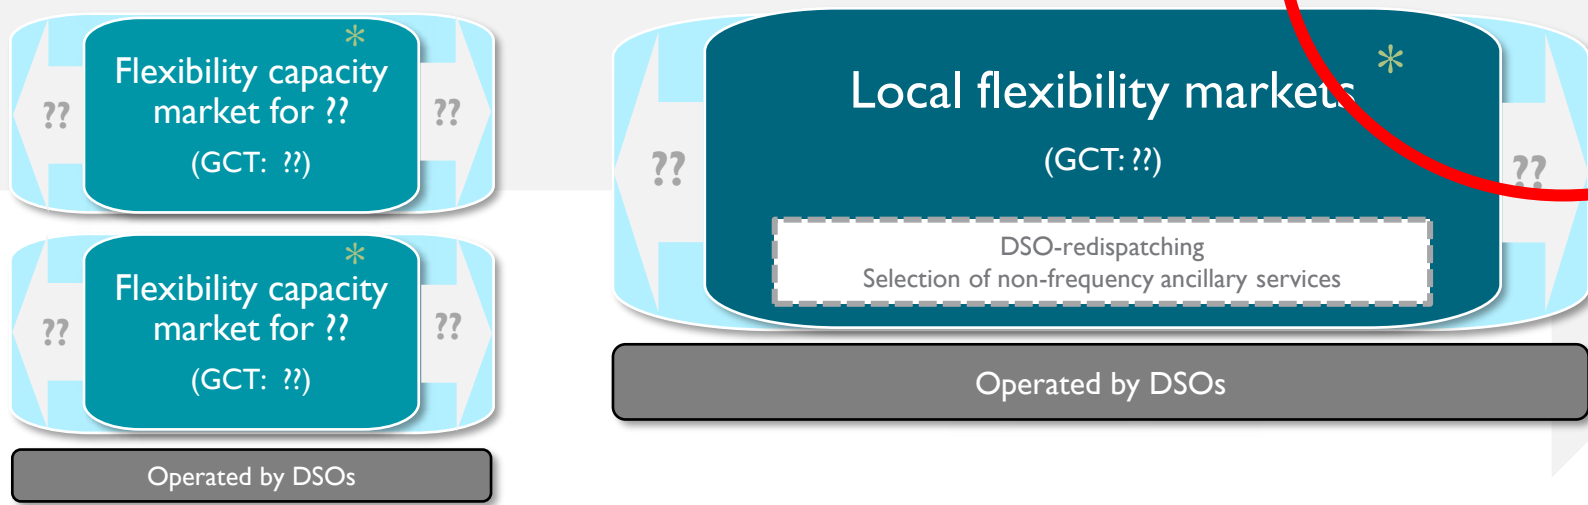 *
Flexibility capacity
market for ??
(GCT: ??)
??
??
*
Flexibility capacity
market for ??
(GCT: ??)
??
??
Operated by DSOs
*
Local flexibility markets
(GCT: ??)
??
??
DSO-redispatching
Selection of non-frequency ancillary services
Operated by DSOs